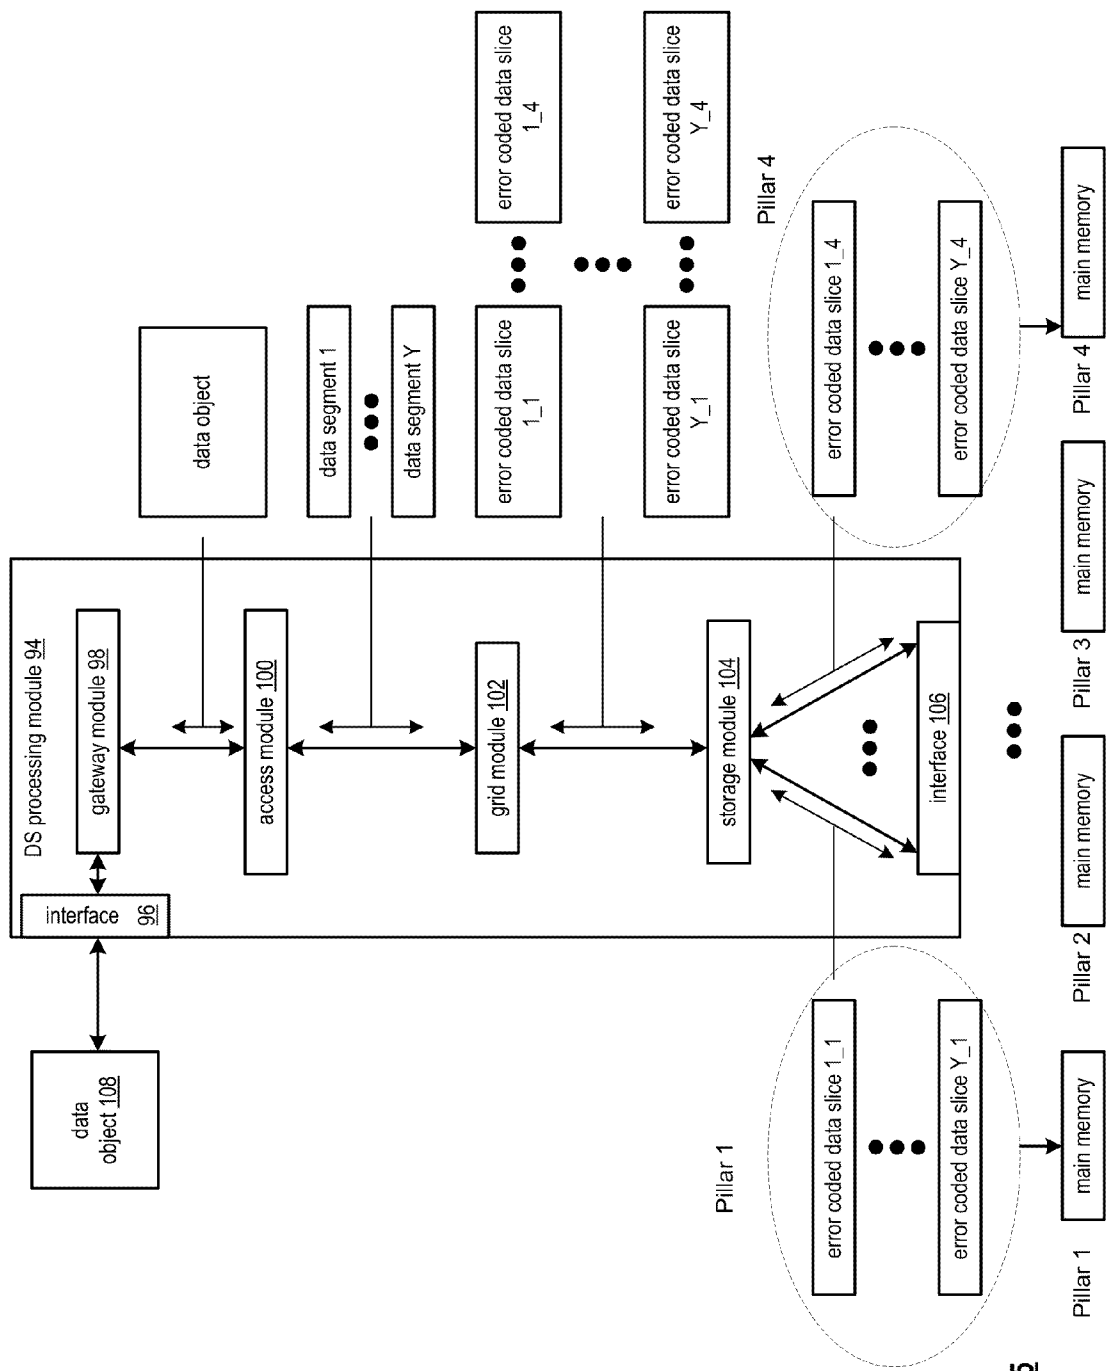 data
object 108
interface 96
DS processing module 94
gateway module 98
data object
access module 100
data segment 1
data segment Y
grid module 102
error coded data slice
1_1
error coded data slice
1_4
error coded data slice
Y_1
error coded data slice
Y_4
storage module 104
interface 106
Pillar 1
error coded data slice 1_1
error coded data slice Y_1
Pillar 4
error coded data slice 1_4
error coded data slice Y_4
Pillar 1
main memory
Pillar 2
main memory
Pillar 3
main memory
Pillar 4
main memory